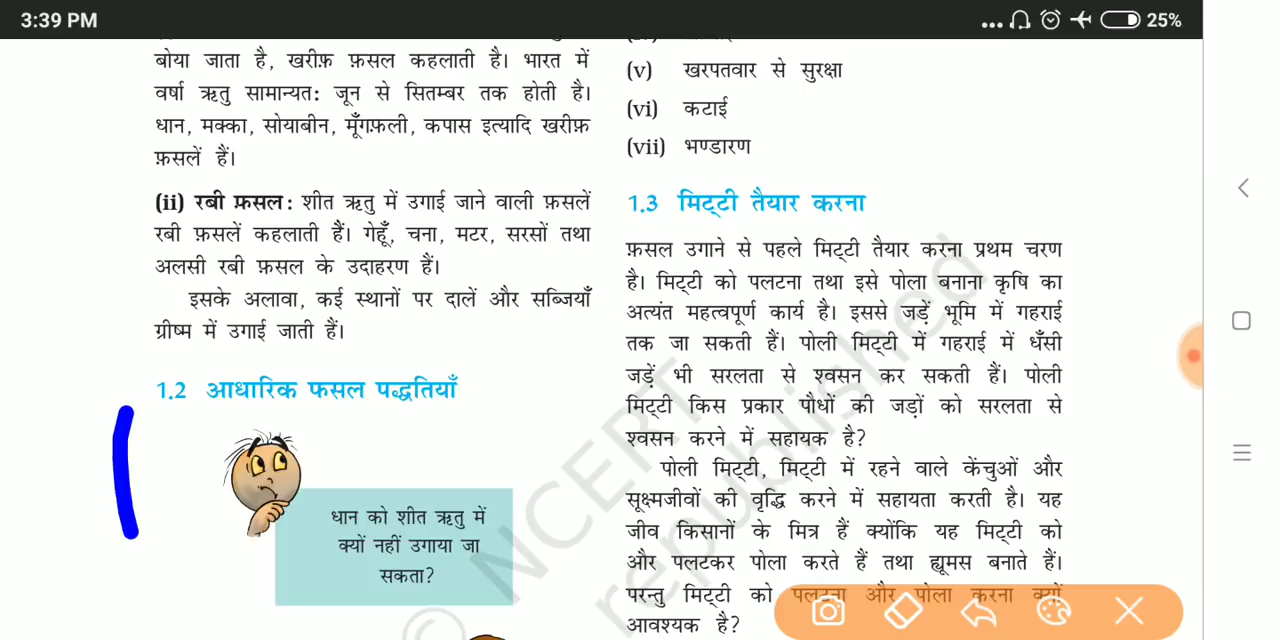 3:39 PM
25%
बोया जाता है, खरीफ़ फ़सल कहलाती है। भारत में
वर्षा ऋतु सामान्यत: जून से सितम्बर तक होती है।
धान, मक्का, सोयाबीन, मूँगफ़ली, कपास इत्यादि खरीफ़
फ़सलें हैं।
(ii) रबी फ़सल: शीत ऋतु में उगाई जाने वाली फ़सलें
रबी फ़सलें कहलाती हैं। गेहूँ, चना, मटर, सरसों तथा
अलसी रबी फ़सल के उदाहरण हैं।
इसके अलावा, कई स्थानों पर दालें और सब्जियाँ
ग्रीष्म में उगाई जाती हैं।
1.2 आधारिक फसल पद्धतियाँ
धान को शीत ऋतु में
क्यों नहीं उगाया जा
सकता?
(v) खरपतवार से सुरक्षा
(vi) कटाई
(vii) भण्डारण
1.3 मिट्टी तैयार करना
फ़सल उगाने से पहले मिट्टी तैयार करना प्रथम चरण
है। मिट्टी को पलटना तथा इसे पोला बनाना कृषि का
अत्यंत महत्वपूर्ण कार्य है। इससे जड़ें भूमि में गहराई
तक जा सकती हैं। पोली मिट्टी में गहराई में धँसी
जड़ें भी सरलता से श्वसन कर सकती हैं। पोली
मिट्टी किस प्रकार पौधों की जड़ों को सरलता से
श्वसन करने में सहायक है?
पोली मिट्टी, मिट्टी में रहने वाले केंचुओं और
सूक्ष्मजीवों की वृद्धि करने में सहायता करती है। यह
जीव किसानों के मित्र हैं क्योंकि यह मिट्टी को
और पलटकर पोला करते हैं तथा ह्यूमस बनाते हैं।
परन्तु मिट्टी को पलटना और पोला करना क्यों
आवश्यक है?
© NCERT
republished